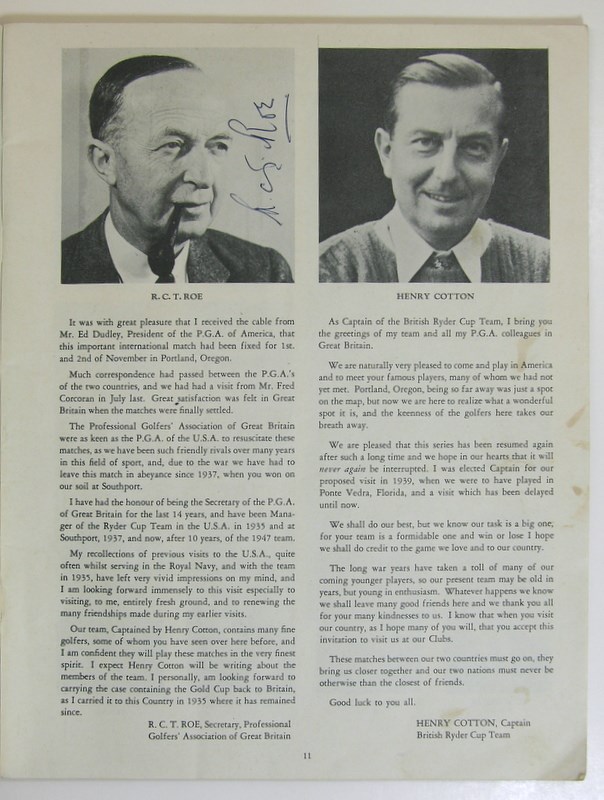 R. C. T. Roe
R. C. T. ROE
It was with great pleasure that I received the cable from
Mr. Ed Dudley, President of the P.G.A. of America, that
this important international match had been fixed for 1st.
and 2nd of November in Portland, Oregon.
Much correspondence had passed between the P.G.A.'s
of the two countries, and we had had a visit from Mr. Fred
Corcoran in July last. Great satisfaction was felt in Great
Britain when the matches were finally settled.
The Professional Golfers' Association of Great Britain
were as keen as the P.G.A. of the U.S.A. to resuscitate these
matches, as we have been such friendly rivals over many years
in this field of sport, and, due to the war we have had to
leave this match in abeyance since 1937, when you won on
our soil at Southport.
I have had the honour of being the Secretary of the P.G.A.
of Great Britain for the last 14 years, and have been Mana-
ger of the Ryder Cup Team in the U.S.A. in 1935 and at
Southport, 1937, and now, after 10 years, of the 1947 team.
My recollections of previous visits to the U.S.A., quite
often whilst serving in the Royal Navy, and with the team
in 1935, have left very vivid impressions on my mind, and
I am looking forward immensely to this visit especially to
visiting, to me, entirely fresh ground, and to renewing the
many friendships made during my earlier visits.
Our team, Captained by Henry Cotton, contains many fine
golfers, some of whom you have seen over here before, and
I am confident they will play these matches in the very finest
spirit. I expect Henry Cotton will be writing about the
members of the team. I personally, am looking forward to
carrying the case containing the Gold Cup back to Britain,
as I carried it to this Country in 1935 where it has remained
since.
R. C. T. ROE, Secretary, Professional
Golfers' Association of Great Britain
HENRY COTTON
As Captain of the British Ryder Cup Team, I bring you
the greetings of my team and all my P.G.A. colleagues in
Great Britain.
We are naturally very pleased to come and play in America
and to meet your famous players, many of whom we had not
yet met. Portland, Oregon, being so far away was just a spot
on the map, but now we are here to realize what a wonderful
spot it is, and the keenness of the golfers here takes our
breath away.
We are pleased that this series has been resumed again
after such a long time and we hope in our hearts that it will
never again be interrupted. I was elected Captain foe our
proposed visit in 1939, when we were to have played in
Ponte Vedra, Florida, and a visit which has been delayed
until now.
We shall do our best, but we know our task is a big one,
for your team is a formidable one and win or lose I hope
we shall do credit to the game we love and to our country.
The long war years have taken a toll of many of our
coming younger players, so our present team may be old in
years, but young in enthusiasm. Whatever happens we know
we shall leave many good friends here and we thank you all
for your many kindnesses to us. I know that when you visit
our country, as I hope many of you will, that you accept this
invitation to visit us at our Clubs.
These matches between our two countries must go on, they
bring us closer together and our two nations must never be
otherwise than the closest of friends.
Good luck to you all.
HENRY COTTON, Captain
British Ryder Cup Team
11